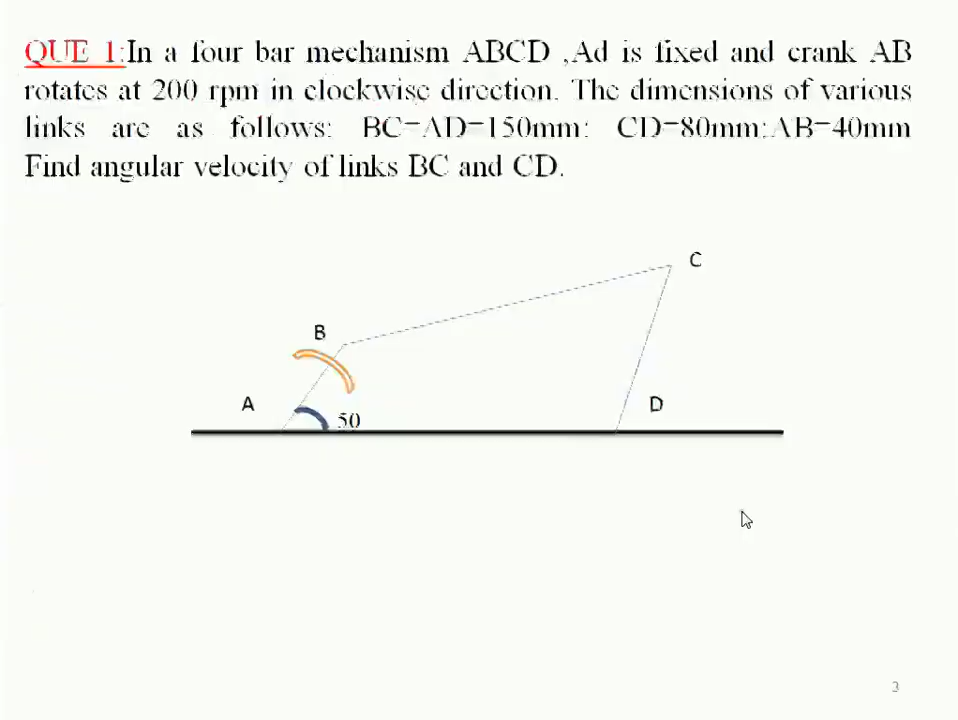 QUE 1:In a four bar mechanism ABCD ,Ad is fixed and crank AB
rotates at 200 rpm in clockwise direction. The dimensions of various
links are as follows: BC=AD=150mm; CD=80mm;AB=40mm
Find angular velocity of links BC and CD.
C
B
A
D
50
3